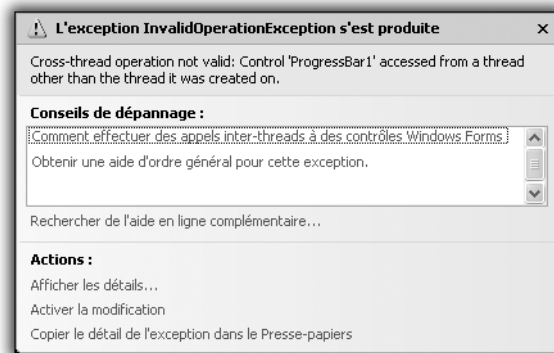 L'exception InvalidOperationException s'est produite
Cross-thread operation not valid: Control 'ProgressBar1' accessed from a thread
other than the thread it was created on.
Conseils de dépannage :
Comment effectuer des appels inter-threads à des contrôles Windows Forms
Obtenir une aide d'ordre général pour cette exception.
Rechercher de l'aide en ligne complémentaire...
Actions :
Afficher les détails...
Activer la modification
Copier le détail de l'exception dans le Presse-papiers